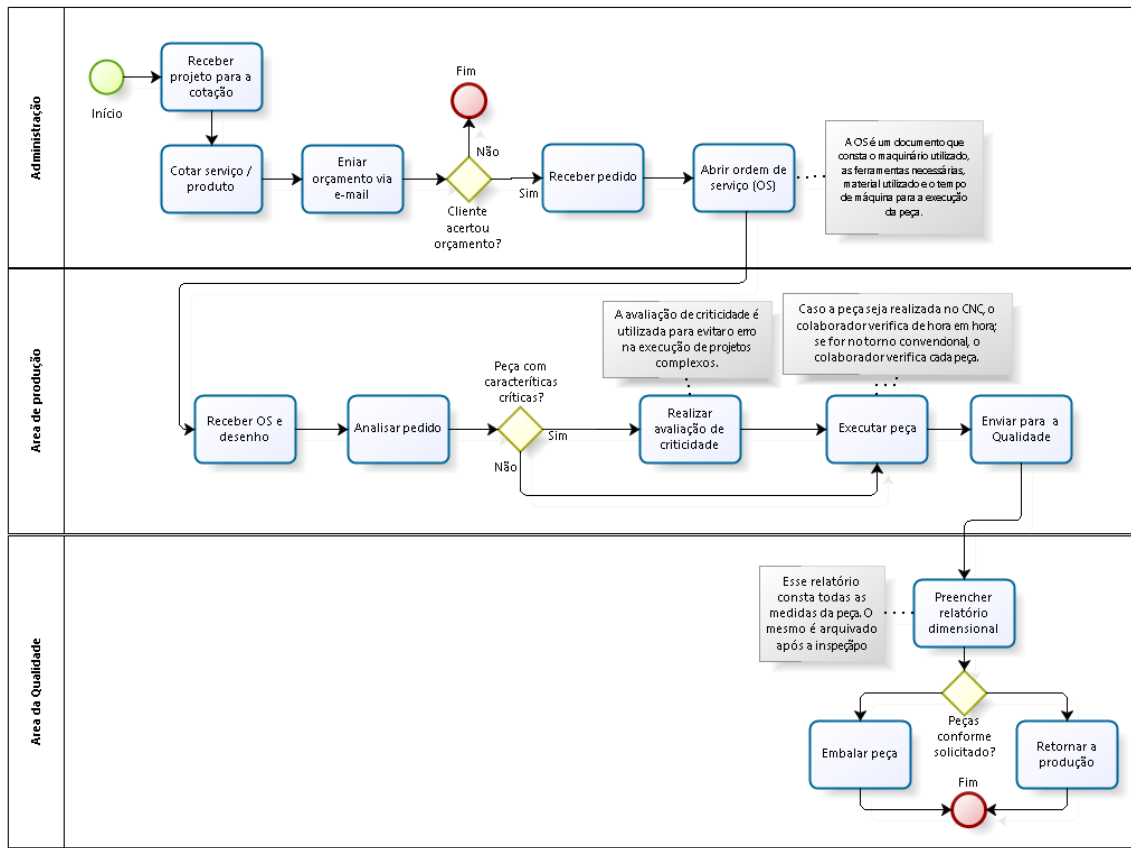 Administração
Início
Receber
projeto para a
cotação
Cotar serviço /
produto
Eniar
orçamento via
e-mail
Fim
Não
Sim
Cliente
acertou
orçamento?
Receber pedido
Abrir ordem de
serviço (OS)
A OS é um documento que
consta o maquinário utilizado,
as ferramentas necessárias,
material utilizado e o tempo
de máquina para a execução
da peça.
Area de produção
Receber OS e
desenho
Analisar pedido
Peça com
caracteríticas
críticas?
Sim
Não
A avaliação de criticidade é
utilizada para evitar o erro
na execução de projetos
complexos.
Realizar
avaliação de
criticidade
Caso a peça seja realizada no CNC, o
colaborador verifica de hora em hora;
se for no torno convencional, o
colaborador verifica cada peça.
Executar peça
Enviar para a
Qualidade
Area da Qualidade
Esse relatório
consta todas as
medidas da peça. O
mesmo é arquivado
após a inspeçãpo
Preencher
relatório
dimensional
Peças
conforme
solicitado?
Embalar peça
Retornar a
produção
Fim